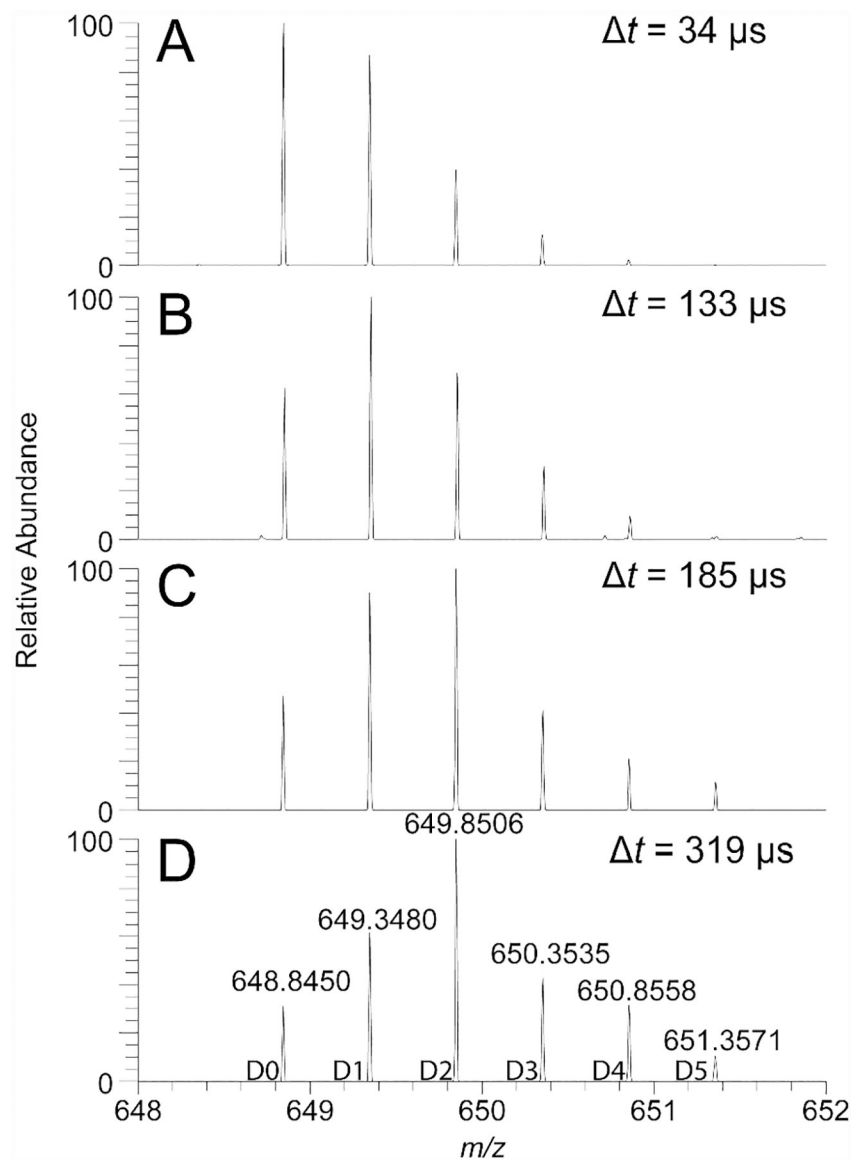 100
A
Δt = 34 µs
0
100
B
Δt = 133 µs
0
Relative Abundance
100
C
Δt = 185 µs
0
649.8506
100
D
Δt = 319 µs
649.3480
650.3535
648.8450
650.8558
651.3571
D0 D1 D2 D3 D4 D5
0
648 649 650 651 652
m/z